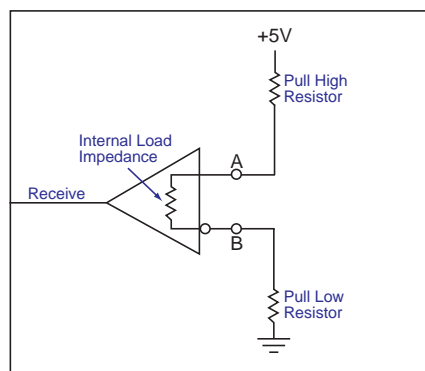 +5V
Pull High
Resistor
Internal Load
Impedance
A
Receive
B
Pull Low
Resistor